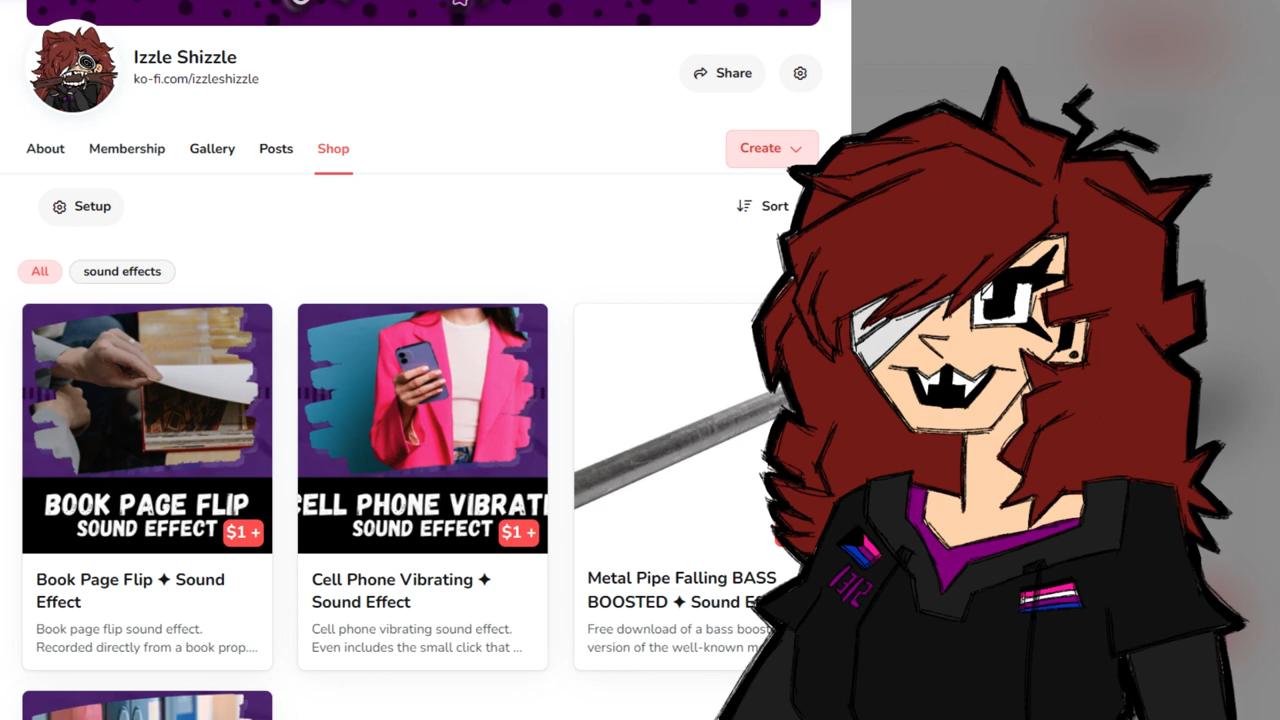 Izzle Shizzle
ko-fi.com/izzleshizzle
Share
About Membership Gallery Posts Shop
Create
Setup
Sort
All sound effects
BOOK PAGE FLIP
SOUND EFFECT
$1 +
CELL PHONE VIBRATI
SOUND EFFECT
$1 +
Book Page Flip ✦ Sound
Effect
Book page flip sound effect.
Recorded directly from a book prop....
Cell Phone Vibrating ✦
Sound Effect
Cell phone vibrating sound effect.
Even includes the small click that ...
Metal Pipe Falling BASS
BOOSTED ✦ Sound
Free download of a bass
version of the well-known
1312